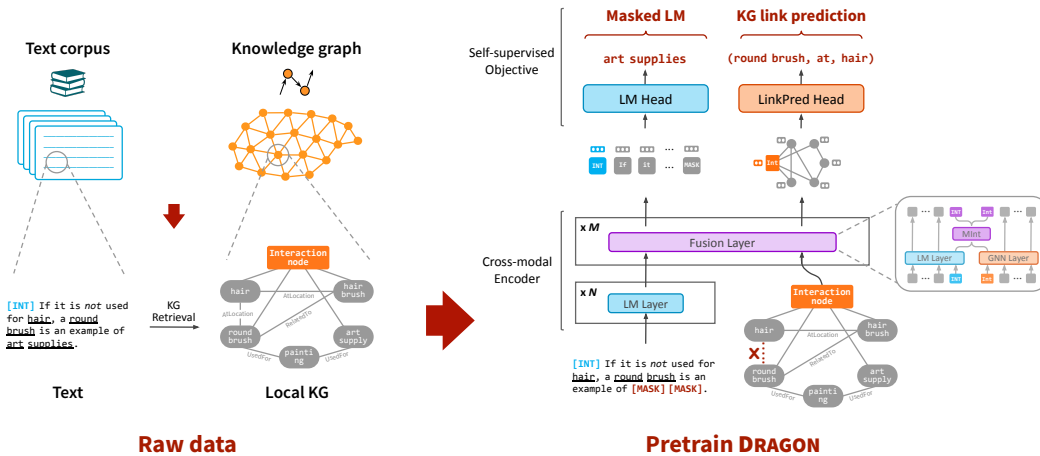 Text corpus
Knowledge graph
Interaction
node
hair
hair
brush
AtLocation
AtLocation
RelatedTo
round
brush
art
supply
painti
ng
UsedFor
UsedFor
[INT] If it is not used
for hair, a round
brush is an example of
art supplies.
KG
Retrieval
Text
Local KG
Raw data
Masked LM
KG link prediction
Self-supervised
Objective
art supplies
(round brush, at, hair)
LM Head
LinkPred Head
INT
If
it
...
MASK
Int
Cross-modal
Encoder
x M
Fusion Layer
x N
LM Layer
Interaction
node
hair
hair
brush
AtLocation
X
RelatedTo
round
brush
art
supply
painti
ng
UsedFor
UsedFor
[INT] If it is not used for
hair, a round brush is an
example of [MASK] [MASK].
... INT Int ...
MInt
LM Layer
GNN Layer
... INT Int ...
Pretrain DRAGON